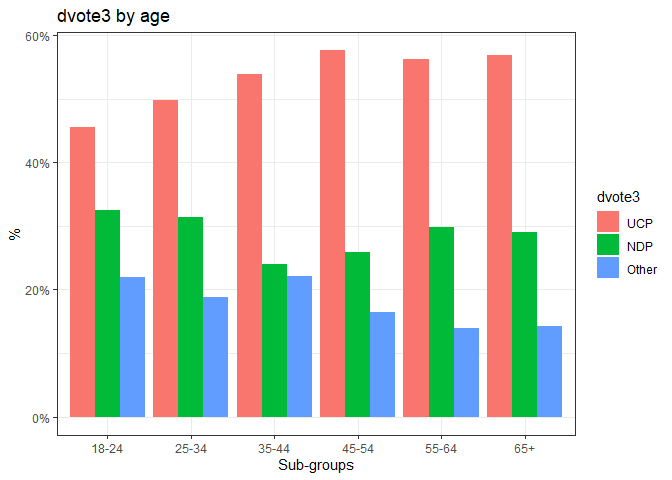 dvote3 by age
60%
40%
20%
0%
%
18-24 25-34 35-44 45-54 55-64 65+
Sub-groups
dvote3
UCP
NDP
Other